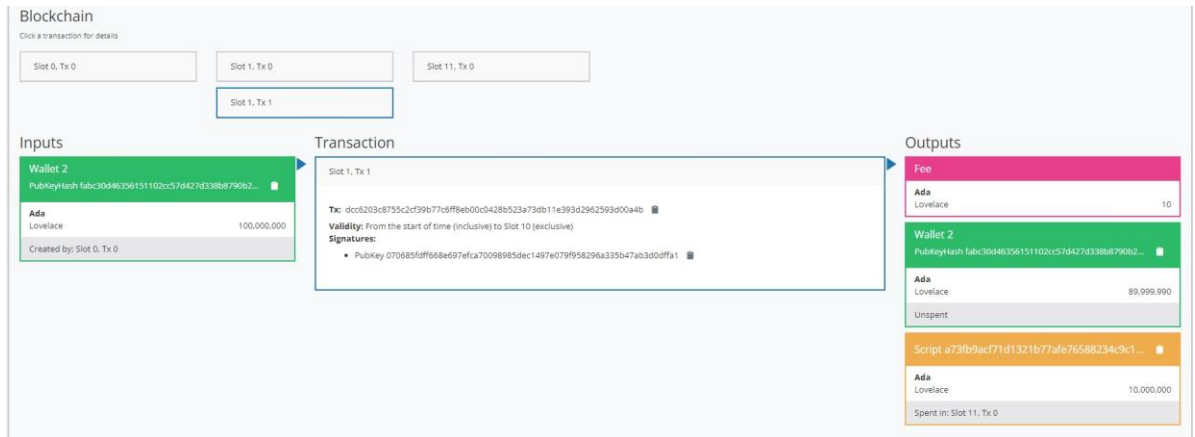 Blockchain
Click a transaction for details
Slot 0, Tx 0
Slot 1, Tx 0
Slot 11, Tx 0
Slot 1, Tx 1
Inputs
Wallet 2
PubKeyHash fabc30d46356151102cc57d427d338b8790b2...
Ada
Lovelace 100,000,000
Created by: Slot 0, Tx 0
Transaction
Slot 1, Tx 1
Tx: dcc6203c8755c2cf39b77c6ff8eb00c0428b523a73db11e393d2962593d00a4b
Validity: From the start of time (inclusive) to Slot 10 (exclusive)
Signatures:
• PubKey 070685fdff668e697efca70098985dec1497e079f958296a335b47ab3d0dffa1
Outputs
Fee
Ada
Lovelace 10
Wallet 2
PubKeyHash fabc30d46356151102cc57d427d338b8790b2...
Ada
Lovelace 89,999,990
Unspent
Script a73fb9acf71d1321b77afe76588234c9c1...
Ada
Lovelace 10,000,000
Spent in: Slot 11, Tx 0